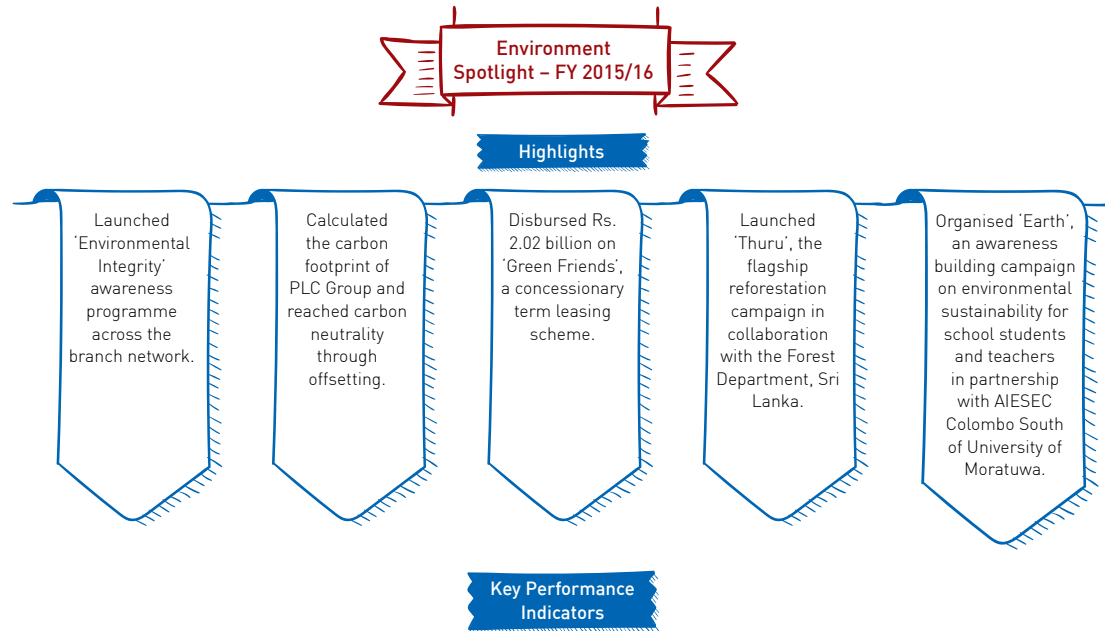 Environment
Spotlight – FY 2015/16
Highlights
Launched
‘Environmental
Integrity’
awareness
programme
across the
branch network.
Calculated
the carbon
footprint of
PLC Group and
reached carbon
neutrality
through
offsetting.
Disbursed Rs.
2.02 billion on
‘Green Friends’,
a concessionary
term leasing
scheme.
Launched
‘Thuru’, the
flagship
reforestation
campaign in
collaboration
with the Forest
Department, Sri
Lanka.
Organised ‘Earth’,
an awareness
building campaign
on environmental
sustainability for
school students
and teachers
in partnership
with AIESEC
Colombo South
of University of
Moratuwa.
Key Performance
Indicators